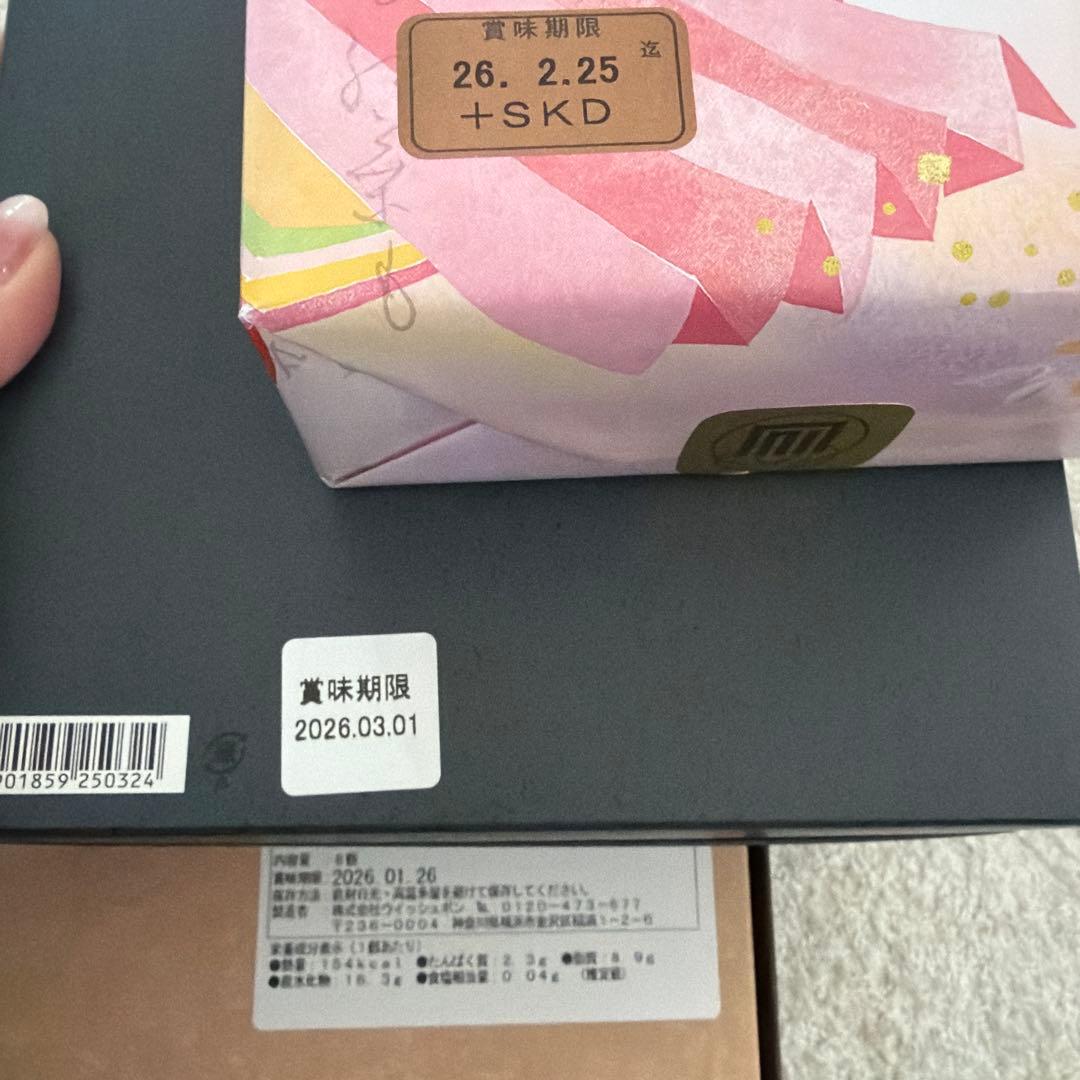 賞味期限
26. 2.25 迄
+SKD
賞味期限
2026.03.01
01859 250324
内容量 8個
賞味期限 2026.01.26
保存方法 直射日光・高温多湿を避けて保存してください。
製造者 株式会社ウイッシュボン 0120-473-877
〒236-0004 神奈川県横浜市金沢区福浦1-2-6
栄養成分表示(1個あたり)
●熱量:164kcal ●たんぱく質:2.3g ●脂質:8.9g
●炭水化物:18.3g ●食塩相当量:0.04g (推定値)